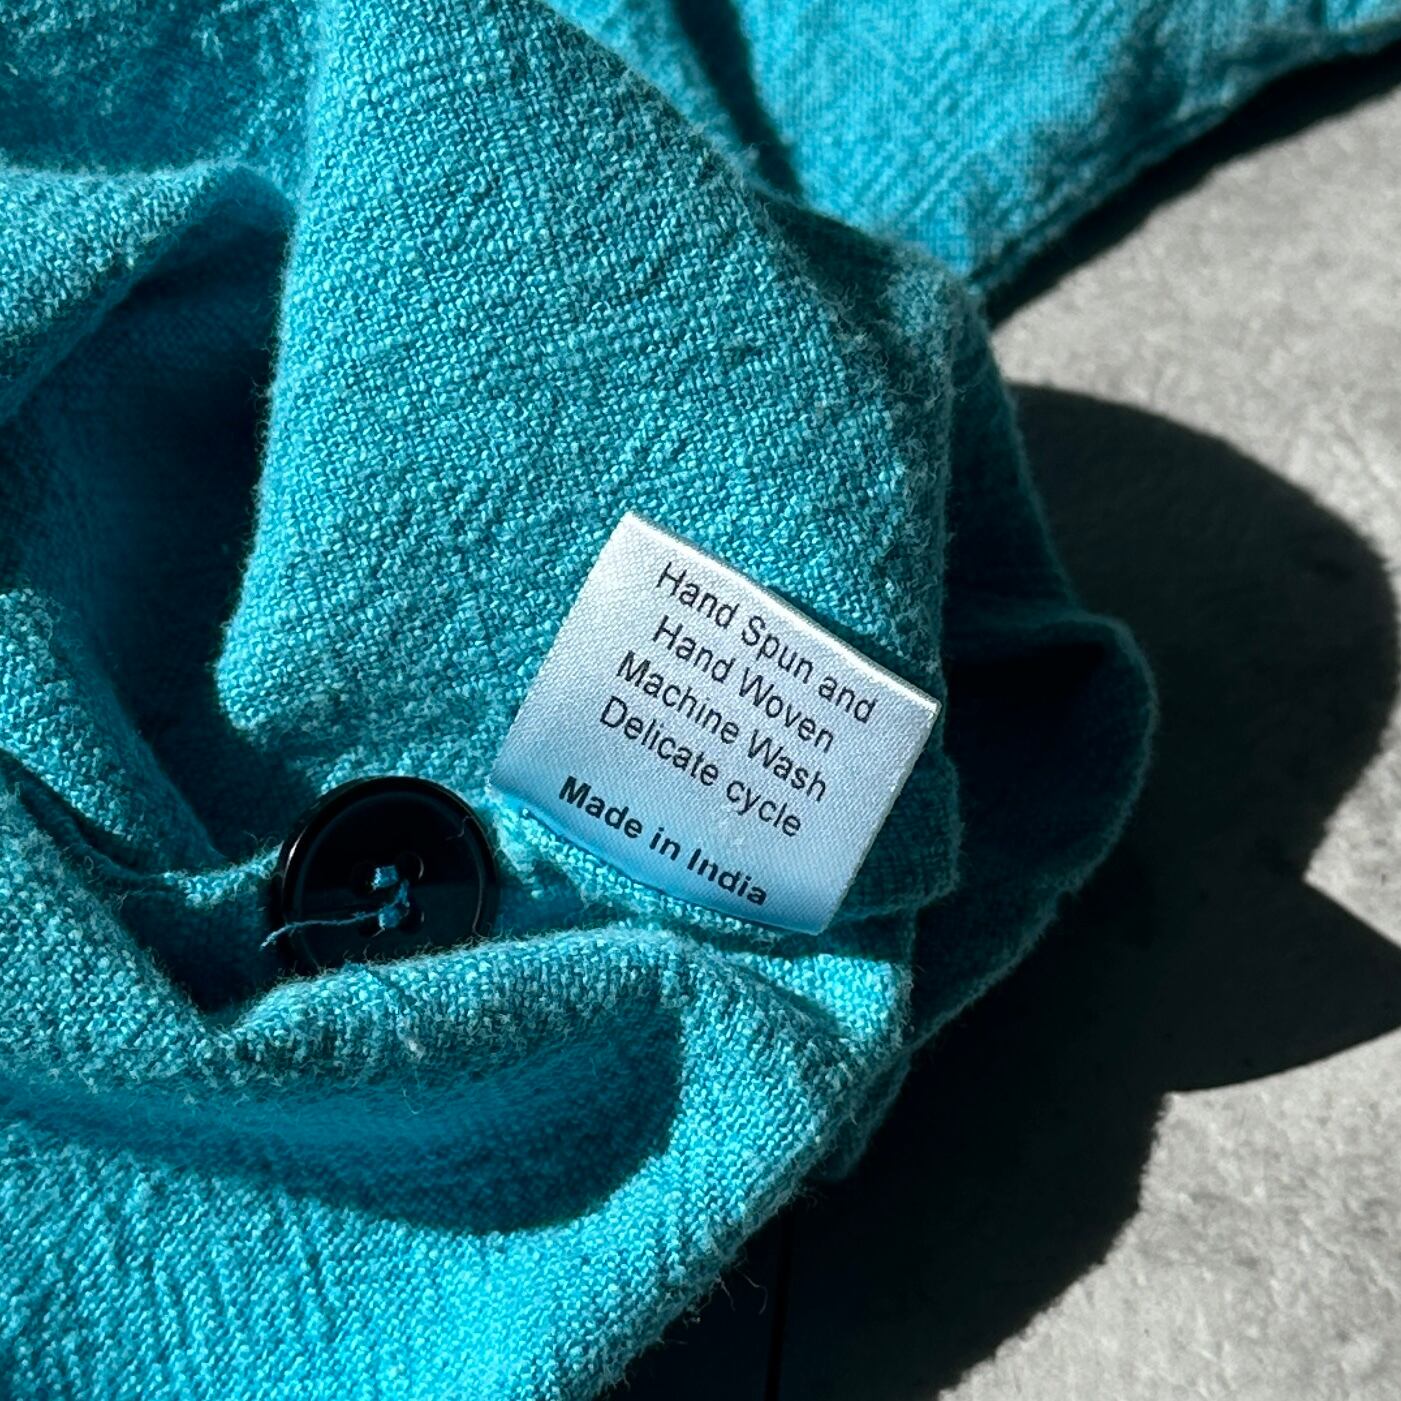 Hand Spun and
Hand Woven
Machine Wash
Delicate cycle
Made in India